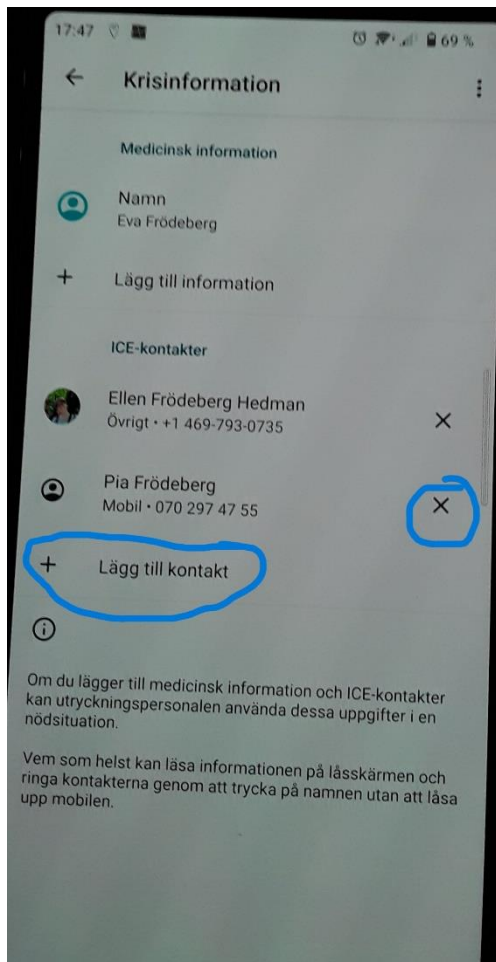 17:47
69 %
Krisinformation
Medicinsk information
Namn
Eva Frödeberg
Lägg till information
ICE-kontakter
Ellen Frödeberg Hedman
Övrigt • +1 469-793-0735
Pia Frödeberg
Mobil • 070 297 47 55
Lägg till kontakt
Om du lägger till medicinsk information och ICE-kontakter
kan utryckningspersonalen använda dessa uppgifter i en
nödsituation.
Vem som helst kan läsa informationen på låsskärmen och
ringa kontakterna genom att trycka på namnen utan att låsa
upp mobilen.